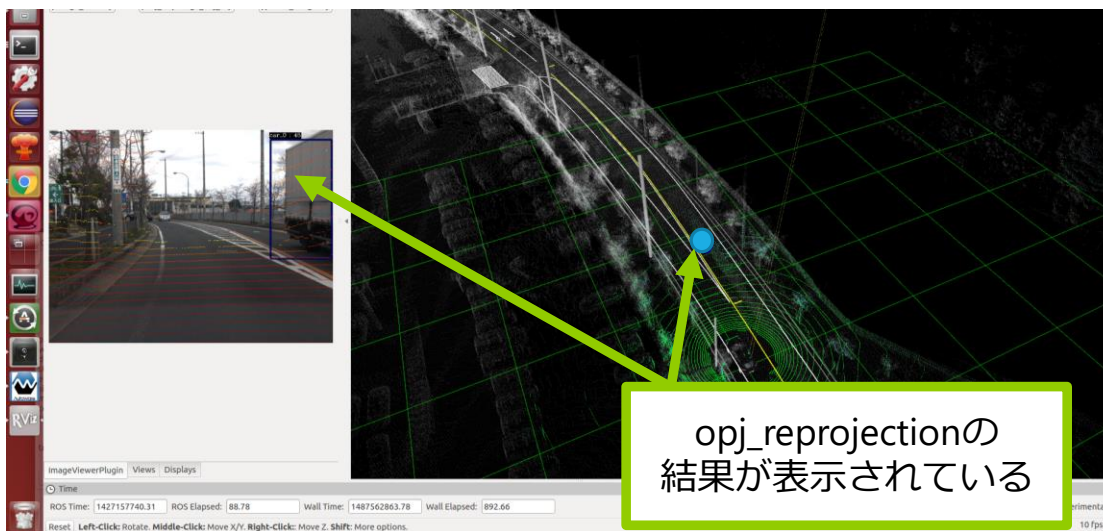 opj_reprojectionの
結果が表示されている
ImageViewerPlugin Views Displays
Time
ROS Time: 1427157740.31 ROS Elapsed: 88.78 Wall Time: 1487562863.78 Wall Elapsed: 892.66
Reset Left-Click: Rotate. Middle-Click: Move X/Y. Right-Click: Move Z. Shift: More options.
10 fps
RViz